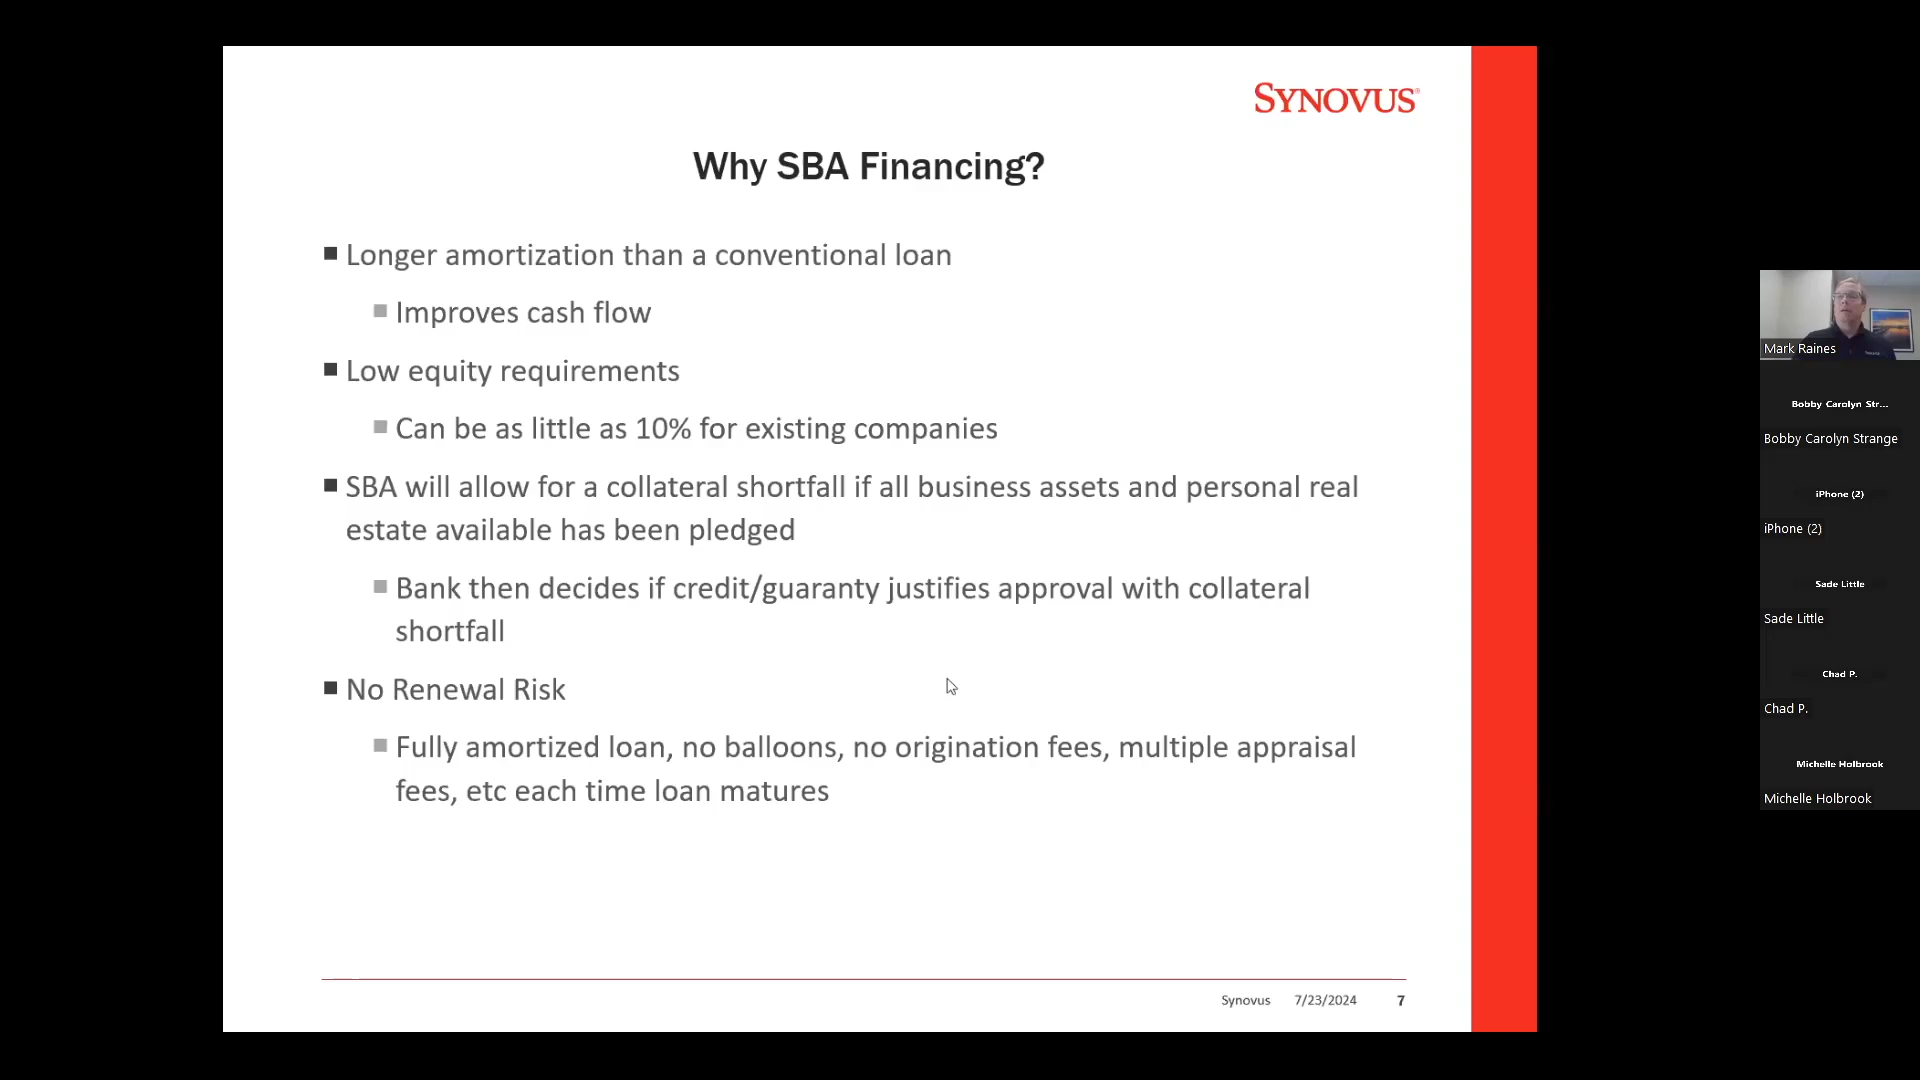 SYNOVUS®
Why SBA Financing?
Longer amortization than a conventional loan
Improves cash flow
Low equity requirements
Can be as little as 10% for existing companies
SBA will allow for a collateral shortfall if all business assets and personal real
estate available has been pledged
Bank then decides if credit/guaranty justifies approval with collateral
shortfall
No Renewal Risk
Fully amortized loan, no balloons, no origination fees, multiple appraisal
fees, etc each time loan matures
Synovus 7/23/2024 7
Mark Raines
Bobby Carolyn Str...
Bobby Carolyn Strange
iPhone (2)
iPhone (2)
Sade Little
Sade Little
Chad P.
Chad P.
Michelle Holbrook
Michelle Holbrook